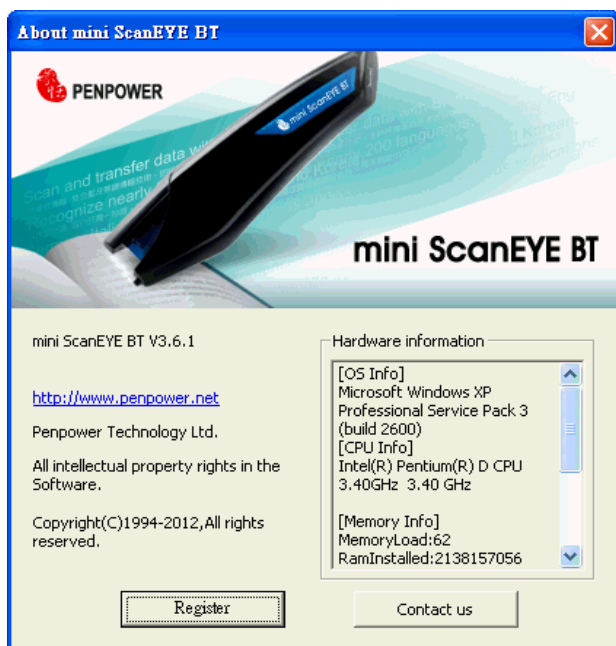 About mini ScanEYE BT
PENPOWER
mini ScanEYE BT
Scan and transfer data
Recognize nearly
200 languages
mini ScanEYE BT
mini ScanEYE BT V3.6.1
http://www.penpower.net
Penpower Technology Ltd.
All intellectual property rights in the
Software.
Copyright(C)1994-2012,All rights
reserved.
Hardware information
[OS Info]
Microsoft Windows XP
Professional Service Pack 3
(build 2600)
[CPU Info]
Intel(R) Pentium(R) D CPU
3.40GHz  3.40 GHz
[Memory Info]
MemoryLoad:62
RamInstalled:2138157056
Register
Contact us